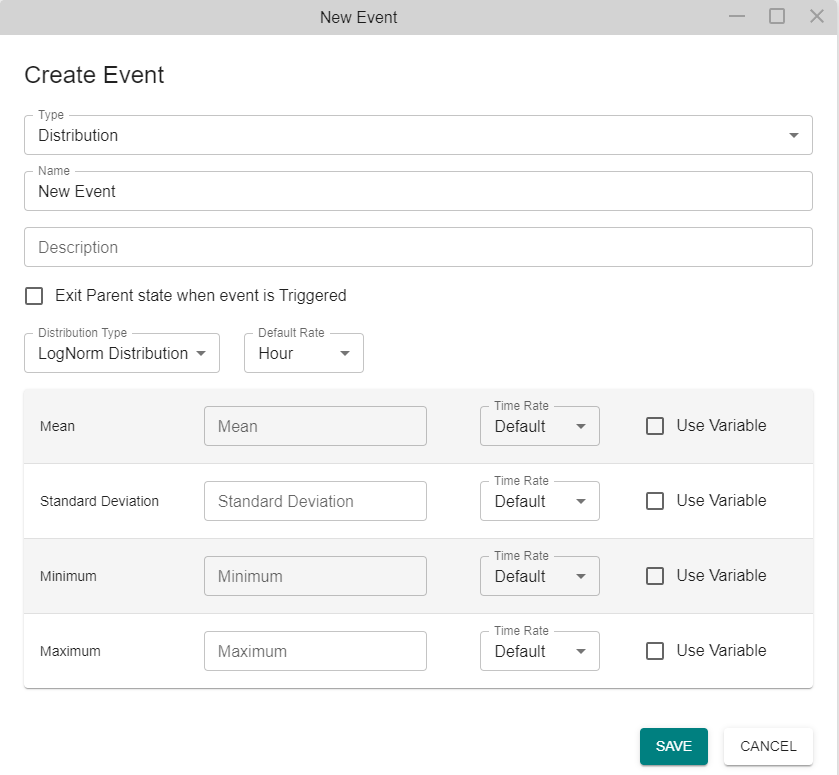 New Event
Create Event
Type
Distribution
Name
New Event
Description
Exit Parent state when event is Triggered
Distribution Type
LogNorm Distribution
Default Rate
Hour
Mean
Mean
Time Rate
Default
Use Variable
Standard Deviation
Standard Deviation
Time Rate
Default
Use Variable
Minimum
Minimum
Time Rate
Default
Use Variable
Maximum
Maximum
Time Rate
Default
Use Variable
SAVE
CANCEL